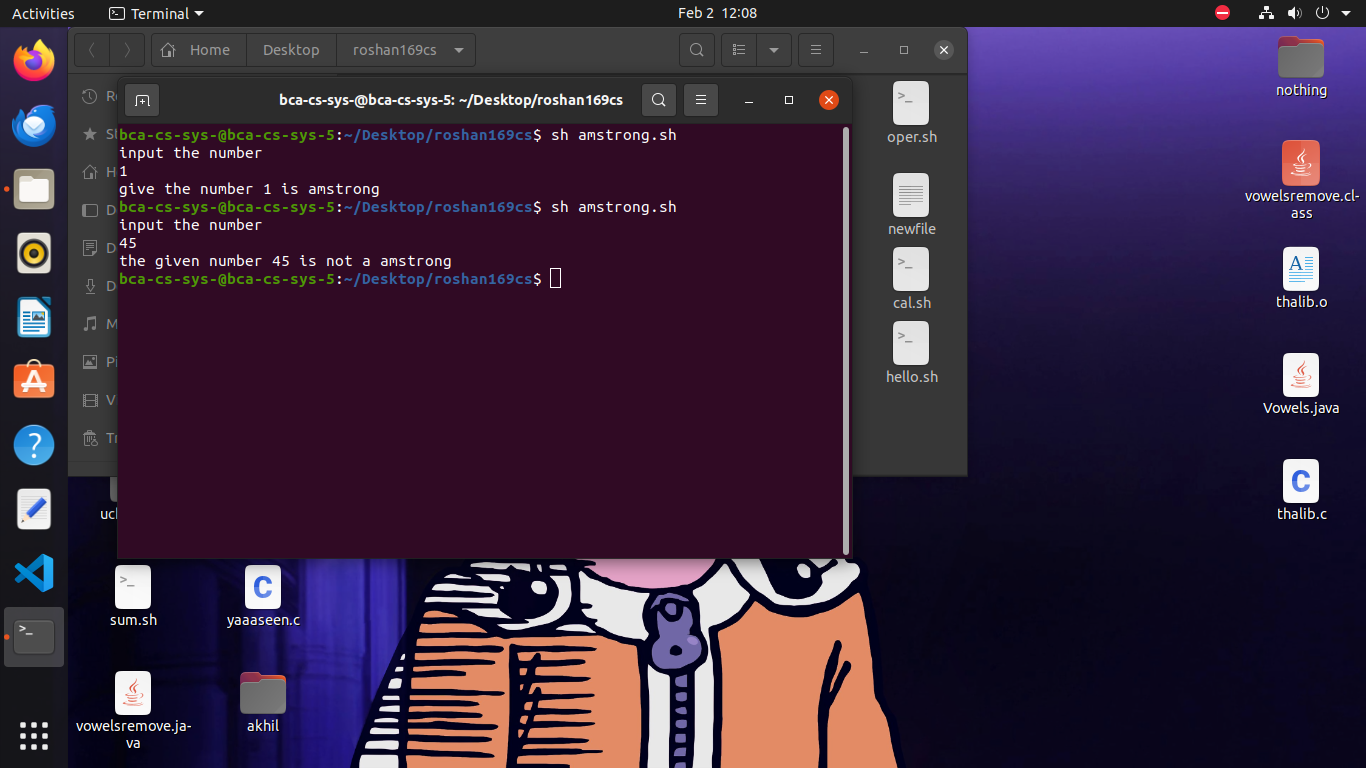 Activities Terminal Feb 2 12:08
Home Desktop roshan169cs
bca-cs-sys-@bca-cs-sys-5: ~/Desktop/roshan169cs
bca-cs-sys-@bca-cs-sys-5:~/Desktop/roshan169cs$ sh amstrong.sh
input the number
1
give the number 1 is amstrong
bca-cs-sys-@bca-cs-sys-5:~/Desktop/roshan169cs$ sh amstrong.sh
input the number
45
the given number 45 is not a amstrong
bca-cs-sys-@bca-cs-sys-5:~/Desktop/roshan169cs$
oper.sh
newfile
cal.sh
hello.sh
nothing
vowelsremove.cl-
ass
thalib.o
Vowels.java
thalib.c
sum.sh
yaaaseen.c
vowelsremove.ja-
va
akhil